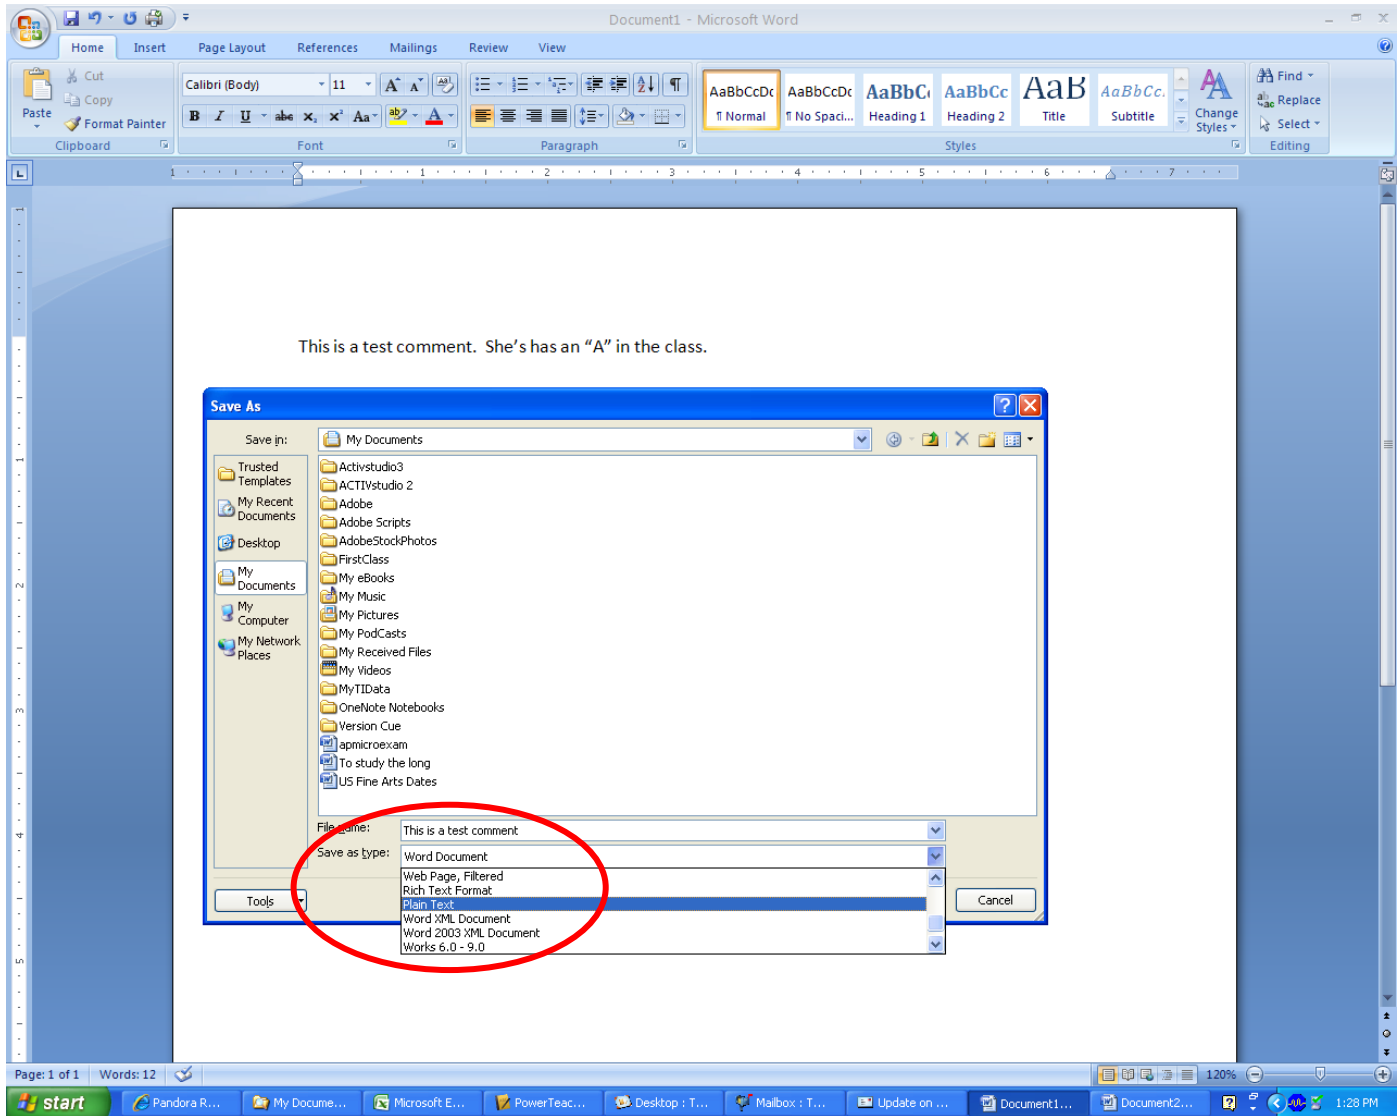 Document1 - Microsoft Word
Home Insert Page Layout References Mailings Review View
Paste
Cut
Copy
Format Painter
Clipboard
Calibri (Body) 11
Font
Paragraph
AaBbCcDc AaBbCcDc AaBbC AaBbCc AaB AaBbCc.
¶ Normal ¶ No Spaci... Heading 1 Heading 2 Title Subtitle
Change
Styles
Styles
Find
Replace
Select
Editing
1 1 2 3 4 5 6 7
This is a test comment.  She's has an “A” in the class.
Save As
Save in: My Documents
Trusted
Templates
My Recent
Documents
Desktop
My
Documents
My
Computer
My Network
Places
Activstudio3
ACTIVstudio 2
Adobe
Adobe Scripts
AdobeStockPhotos
FirstClass
My eBooks
My Music
My Pictures
My PodCasts
My Received Files
My Videos
MyTIData
OneNote Notebooks
Version Cue
apmicroexam
To study the long
US Fine Arts Dates
File name: This is a test comment
Save as type: Word Document
Web Page, Filtered
Rich Text Format
Plain Text
Word XML Document
Word 2003 XML Document
Works 6.0 - 9.0
Tools
Cancel
Page: 1 of 1 Words: 12 120%
start Pandora R... My Docume... Microsoft E... PowerTeac... Desktop : T... Mailbox : T... Update on ... Document1... Document2... 1:28 PM